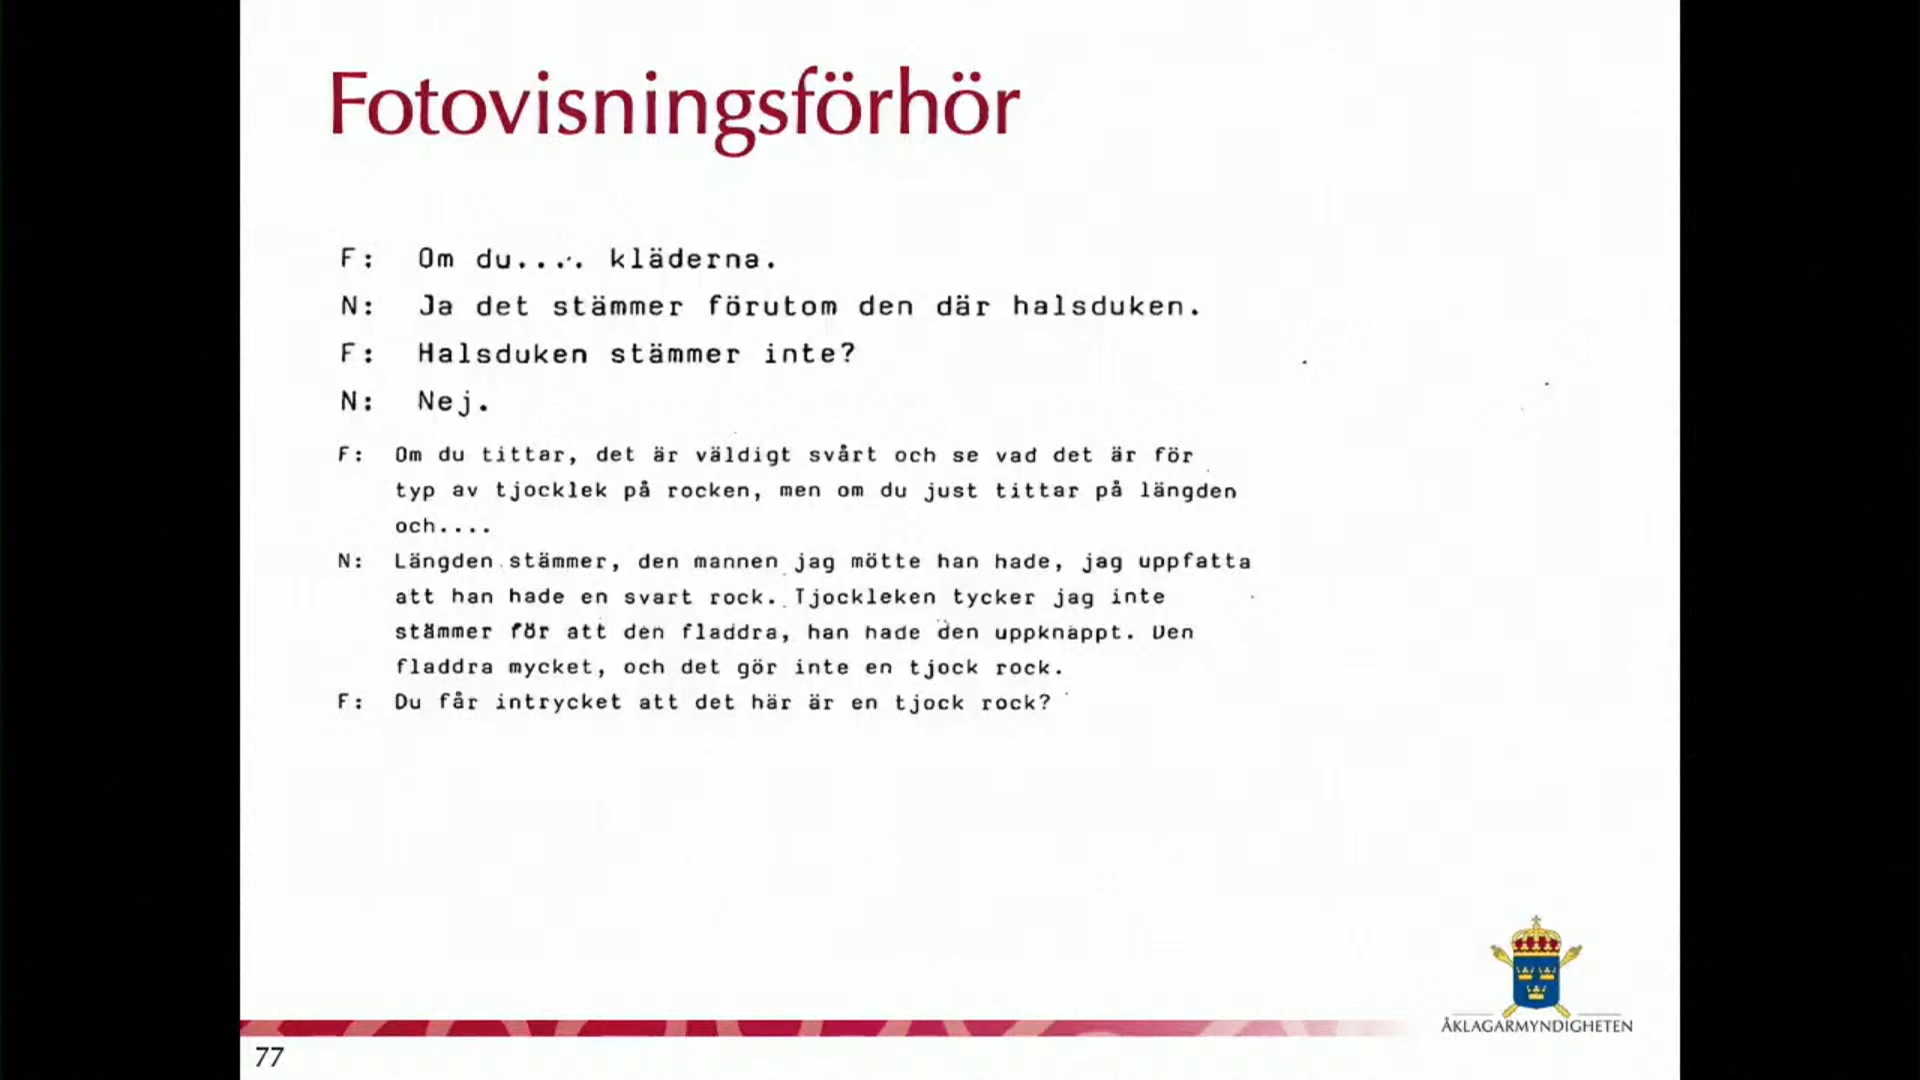 Fotovisningsförhör
F: Om du..... kläderna.
N: Ja det stämmer förutom den där halsduken.
F: Halsduken stämmer inte?
N: Nej.
F: Om du tittar, det är väldigt svårt och se vad det är för
typ av tjocklek på rocken, men om du just tittar på längden
och....
N: Längden stämmer, den mannen jag mötte han hade, jag uppfatta
att han hade en svart rock. Tjockleken tycker jag inte
stämmer för att den fladdra, han hade den uppknäppt. Den
fladdra mycket, och det gör inte en tjock rock.
F: Du får intrycket att det här är en tjock rock?
ÅKLAGARMYNDIGHETEN
77